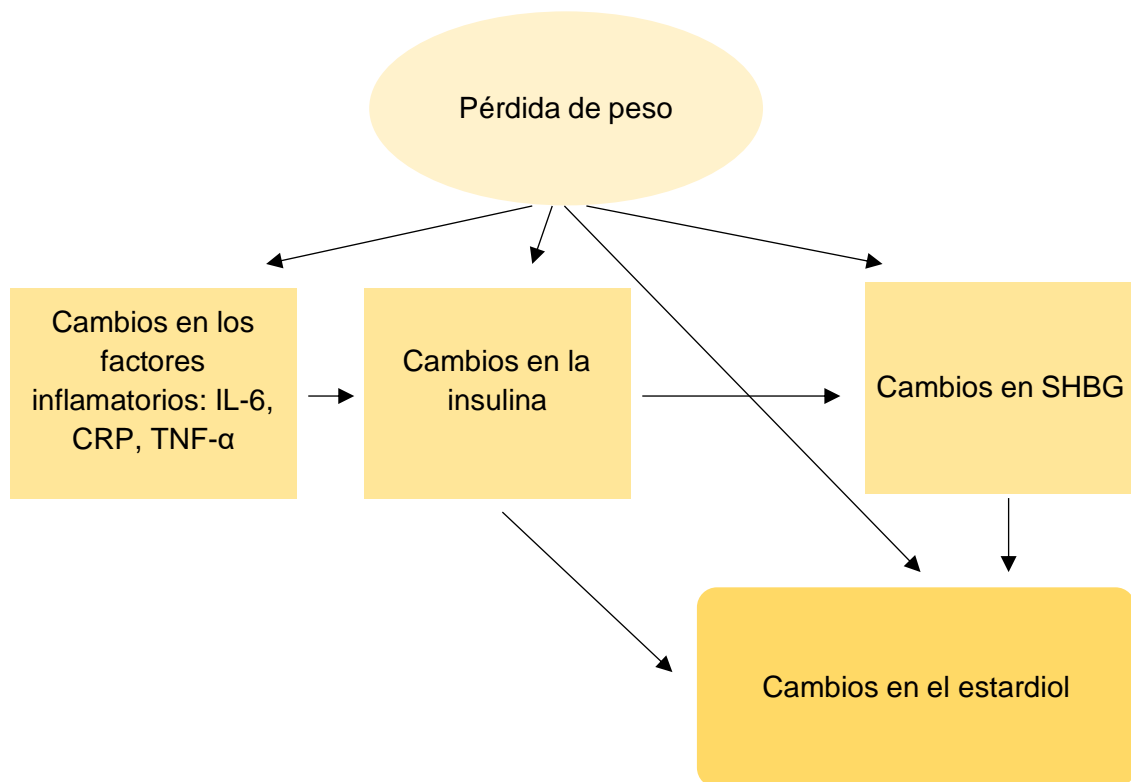 Pérdida de peso
Cambios en los
factores
inflamatorios: IL-6,
CRP, TNF-α
Cambios en la
insulina
Cambios en SHBG
Cambios en el estardiol